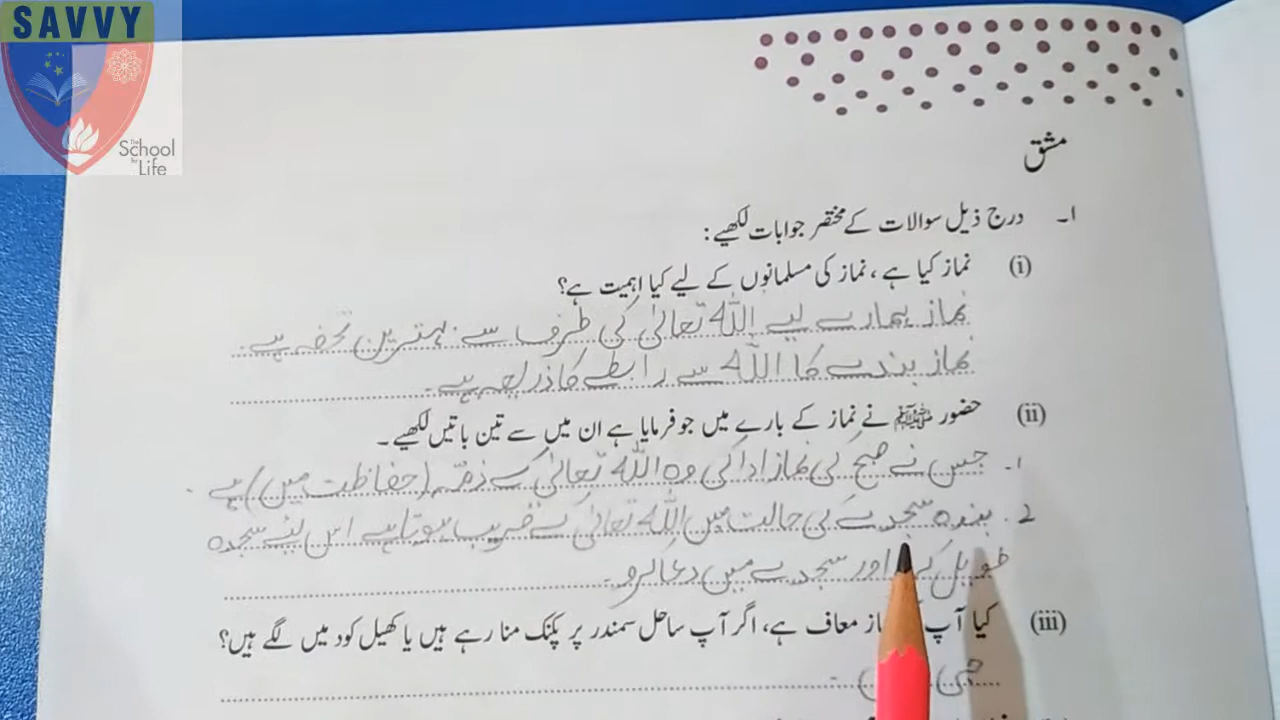 SAVVY
The School for Life
مشق
۱۔ درج ذیل سوالات کے مختصر جوابات لکھیے:
(i) نماز کیا ہے ، نماز کی مسلمانوں کے لیے کیا اہمیت ہے؟
نماز ہمارے لیے اللہ تعالیٰ کی طرف سے بہترین تحفہ ہے۔
نماز بندے کا اللہ سے رابطے کا ذریعہ ہے۔
(ii) حضور ﷺ نے نماز کے بارے میں جو فرمایا ہے ان میں سے تین باتیں لکھیے۔
۱۔ جس نے صبح کی نماز ادا کی وہ اللہ تعالیٰ کے ذمّہ (حفاظت میں) ہے۔
2. بندہ سجدے کی حالت میں اللہ تعالیٰ کے قریب ہوتا ہے اس لیئے سجدہ
طویل اور سجدے میں دعا کرو۔
(iii) کیا آپ معاف ہے، اگر آپ ساحل سمندر پر پکنک منا رہے ہیں یا کھیل کود میں لگے ہیں؟